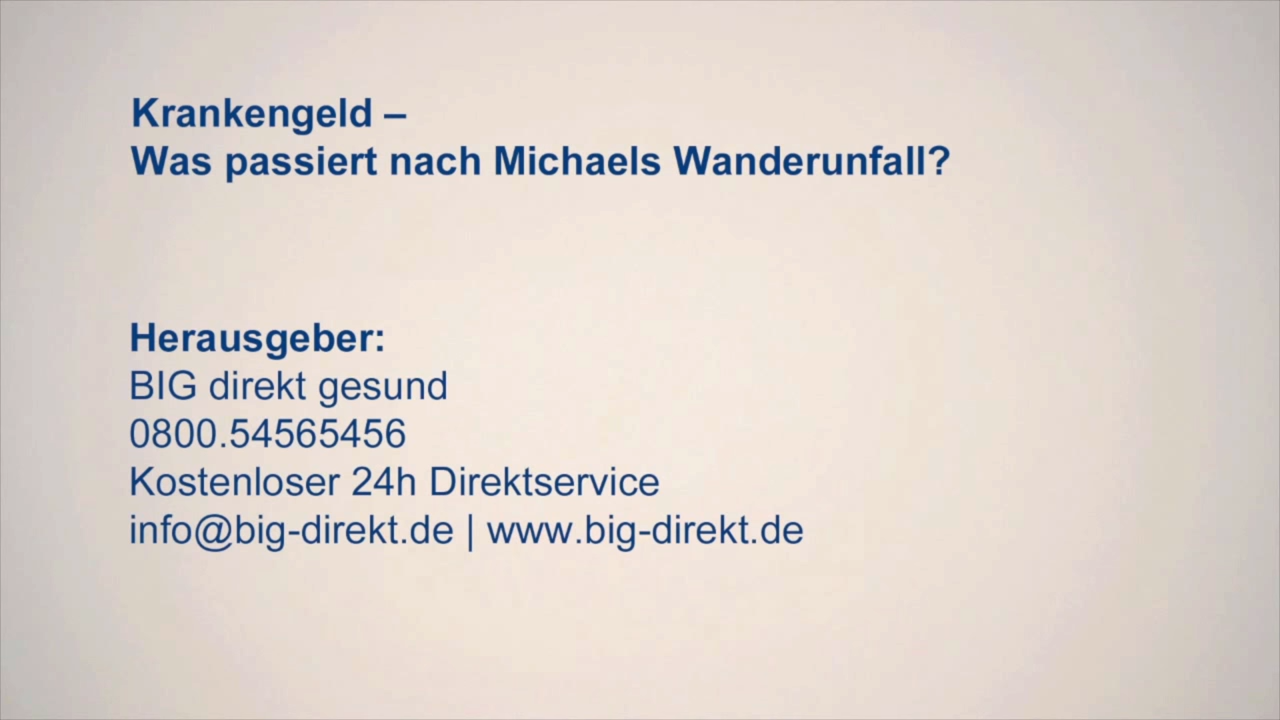 Krankengeld –
Was passiert nach Michaels Wanderunfall?
Herausgeber:
BIG direkt gesund
0800.54565456
Kostenloser 24h Direktservice
info@big-direkt.de | www.big-direkt.de